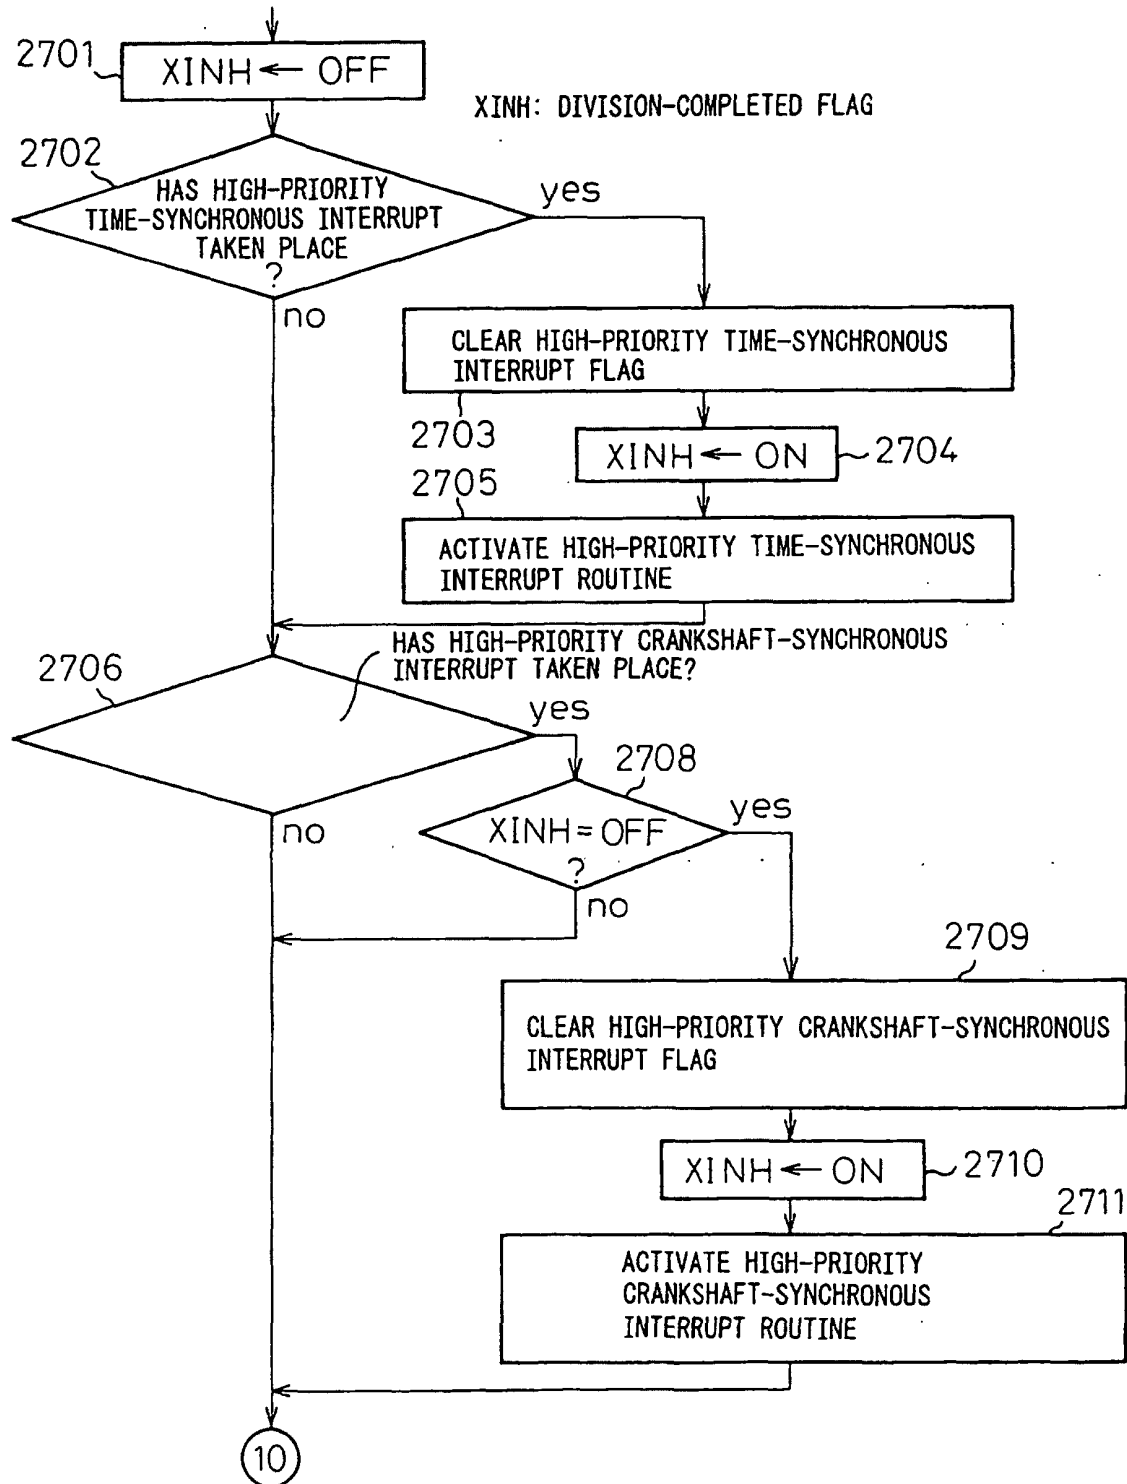 2701
XINH ← OFF
XINH: DIVISION-COMPLETED FLAG
2702
HAS HIGH-PRIORITY
TIME-SYNCHRONOUS INTERRUPT
TAKEN PLACE
?
yes
no
CLEAR HIGH-PRIORITY TIME-SYNCHRONOUS
INTERRUPT FLAG
2703
XINH ← ON
2704
2705
ACTIVATE HIGH-PRIORITY TIME-SYNCHRONOUS
INTERRUPT ROUTINE
HAS HIGH-PRIORITY CRANKSHAFT-SYNCHRONOUS
INTERRUPT TAKEN PLACE?
2706
yes
no
2708
XINH = OFF
?
yes
no
2709
CLEAR HIGH-PRIORITY CRANKSHAFT-SYNCHRONOUS
INTERRUPT FLAG
XINH ← ON
2710
2711
ACTIVATE HIGH-PRIORITY
CRANKSHAFT-SYNCHRONOUS
INTERRUPT ROUTINE
10